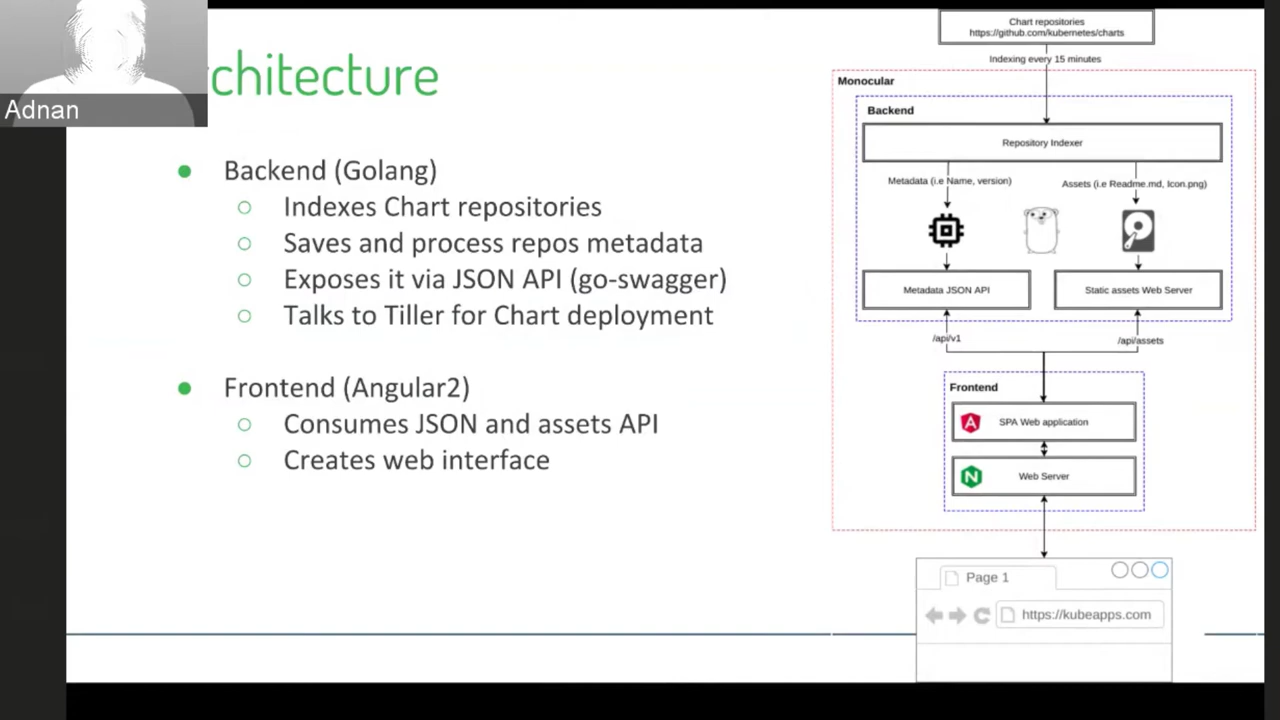 Adnan
chitecture
Backend (Golang)
Indexes Chart repositories
Saves and process repos metadata
Exposes it via JSON API (go-swagger)
Talks to Tiller for Chart deployment
Frontend (Angular2)
Consumes JSON and assets API
Creates web interface
Chart repositories
https://github.com/kubernetes/charts
Indexing every 15 minutes
Monocular
Backend
Repository Indexer
Metadata (i.e Name, version)
Assets (i.e Readme.md, Icon.png)
Metadata JSON API
Static assets Web Server
/api/v1
/api/assets
Frontend
SPA Web application
Web Server
Page 1
https://kubeapps.com